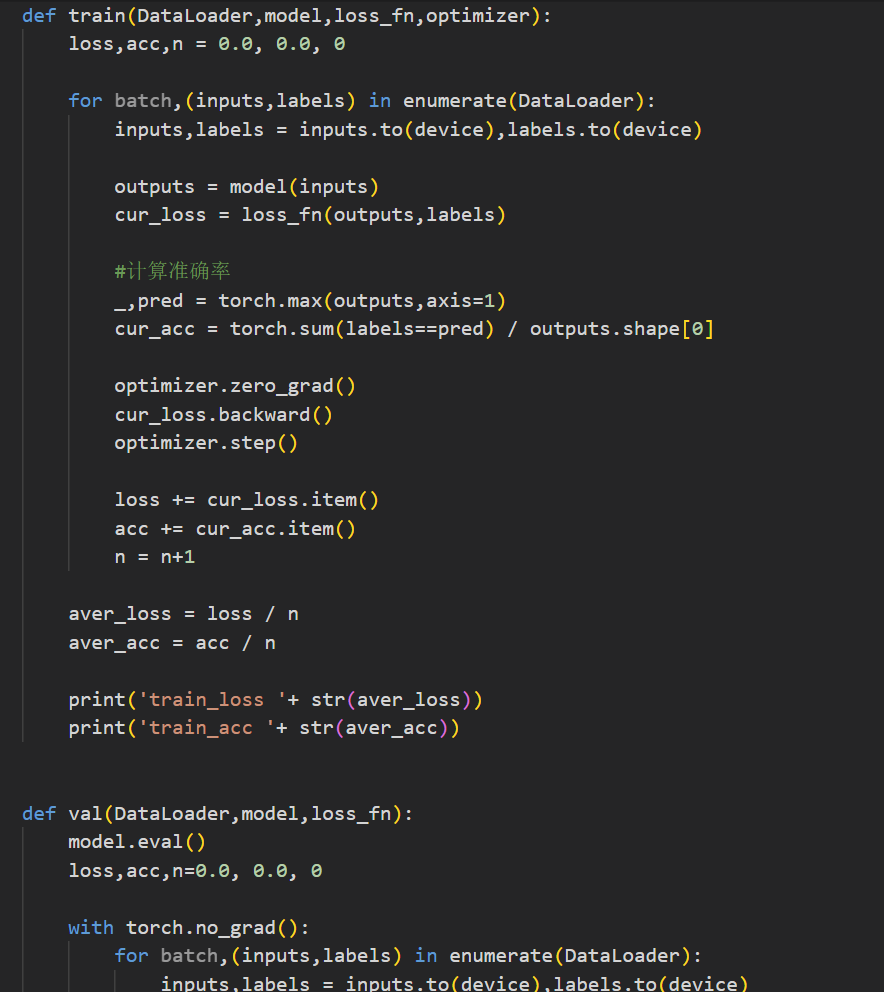 def train(DataLoader,model,loss_fn,optimizer):
loss,acc,n = 0.0, 0.0, 0
for batch,(inputs,labels) in enumerate(DataLoader):
inputs,labels = inputs.to(device),labels.to(device)
outputs = model(inputs)
cur_loss = loss_fn(outputs,labels)
#计算准确率
_,pred = torch.max(outputs,axis=1)
cur_acc = torch.sum(labels==pred) / outputs.shape[0]
optimizer.zero_grad()
cur_loss.backward()
optimizer.step()
loss += cur_loss.item()
acc += cur_acc.item()
n = n+1
aver_loss = loss / n
aver_acc = acc / n
print('train_loss '+ str(aver_loss))
print('train_acc '+ str(aver_acc))
def val(DataLoader,model,loss_fn):
model.eval()
loss,acc,n=0.0, 0.0, 0
with torch.no_grad():
for batch,(inputs,labels) in enumerate(DataLoader):
inputs,labels = inputs.to(device),labels.to(device)